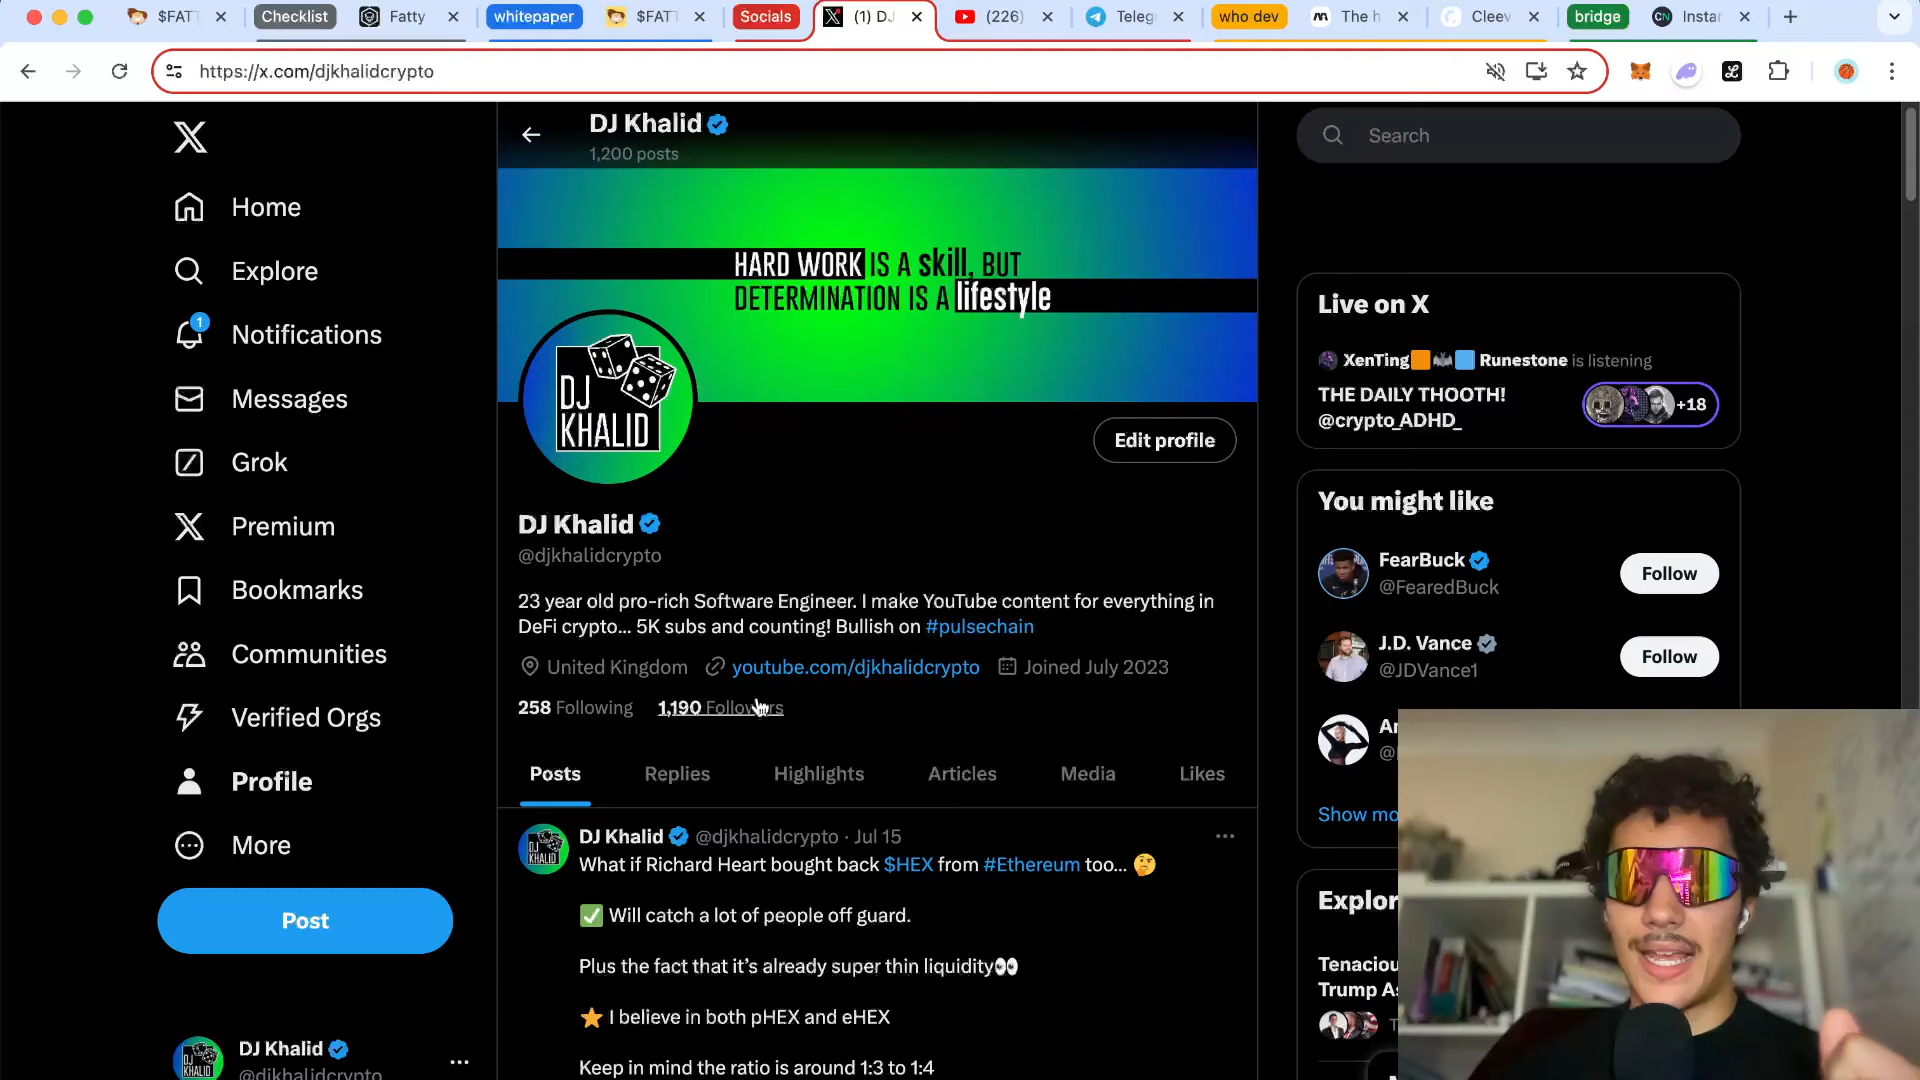 $FAT
Checklist
Fatty
whitepaper
$FAT
Socials
(1) DJ
(226)
Teleg
who dev
The h
Cleev
bridge
Instar
https://x.com/djkhalidcrypto
DJ Khalid
1,200 posts
Search
Home
Explore
1
Notifications
Messages
Grok
Premium
Bookmarks
Communities
Verified Orgs
Profile
More
Post
DJ Khalid
@djkhalidcrypto
HARD WORK IS A skill, BUT
DETERMINATION IS A lifestyle
DJ
KHALID
Edit profile
DJ Khalid
@djkhalidcrypto
23 year old pro-rich Software Engineer. I make YouTube content for everything in
DeFi crypto... 5K subs and counting! Bullish on #pulsechain
United Kingdom youtube.com/djkhalidcrypto Joined July 2023
258 Following 1,190 Followers
Posts Replies Highlights Articles Media Likes
DJ Khalid @djkhalidcrypto · Jul 15
What if Richard Heart bought back $HEX from #Ethereum too... 🤔
✅ Will catch a lot of people off guard.
Plus the fact that it's already super thin liquidity👀
⭐ I believe in both pHEX and eHEX
Keep in mind the ratio is around 1:3 to 1:4
Live on X
XenTing🟧🦇🟦 Runestone is listening
THE DAILY THOOTH!
@crypto_ADHD_
+18
You might like
FearBuck
@FearedBuck
Follow
J.D. Vance
@JDVance1
Follow
Show mo
Explor
Tenaciou
Trump As